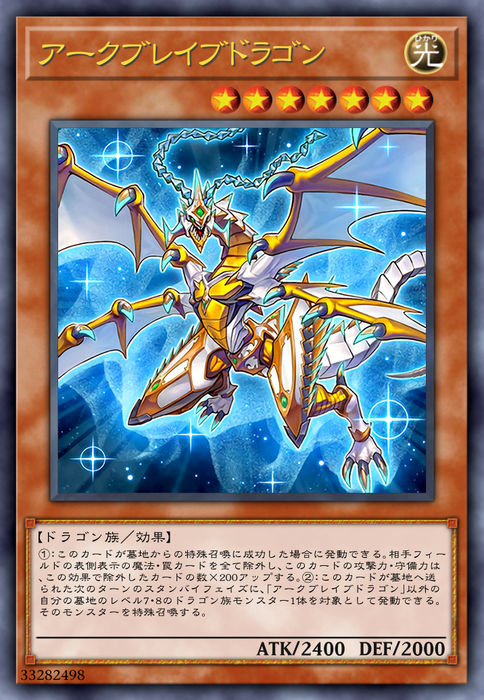 アークブレイブドラゴン
ひかり
光
【ドラゴン族／効果】
①：このカードが墓地からの特殊召喚に成功した場合に発動できる。相手フィー
ルドの表側表示の魔法・罠カードを全て除外し、このカードの攻撃力・守備力は
、この効果で除外したカードの数×200アップする。②：このカードが墓地へ送
られた次のターンのスタンバイフェイズに、「アークブレイブドラゴン」以外の
自分の墓地のレベル7・8のドラゴン族モンスター1体を対象として発動できる。
そのモンスターを特殊召喚する。
ATK/2400 DEF/2000
33282498